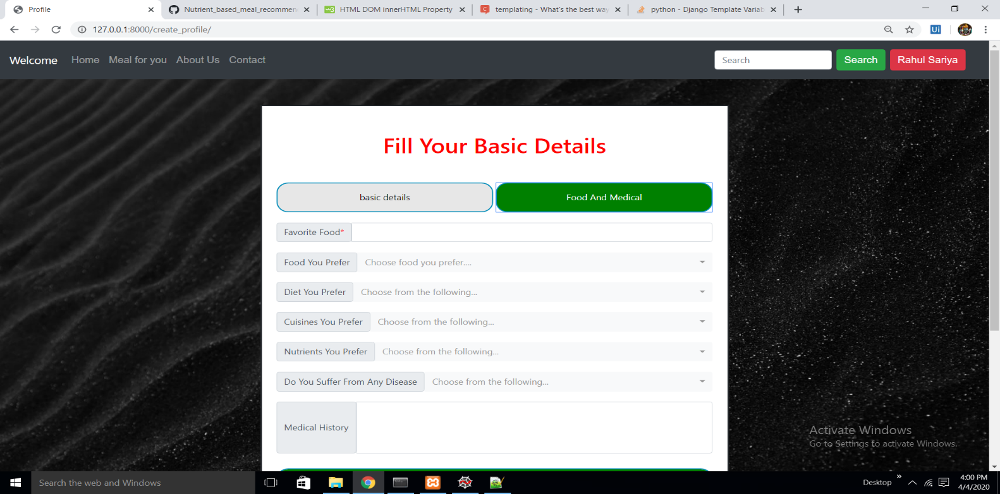 Profile
Nutrient_based_meal_recommen
HTML DOM innerHTML Property
templating - What's the best way
python - Django Template Variab
127.0.0.1:8000/create_profile/
Ui
Welcome Home Meal for you About Us Contact Search Search Rahul Sariya
Fill Your Basic Details
basic details Food And Medical
Favorite Food*
Food You Prefer Choose food you prefer....
Diet You Prefer Choose from the following...
Cuisines You Prefer Choose from the following...
Nutrients You Prefer Choose from the following...
Do You Suffer From Any Disease Choose from the following...
Medical History
Activate Windows
Go to Settings to activate Windows.
Search the web and Windows
Desktop
4:00 PM
4/4/2020